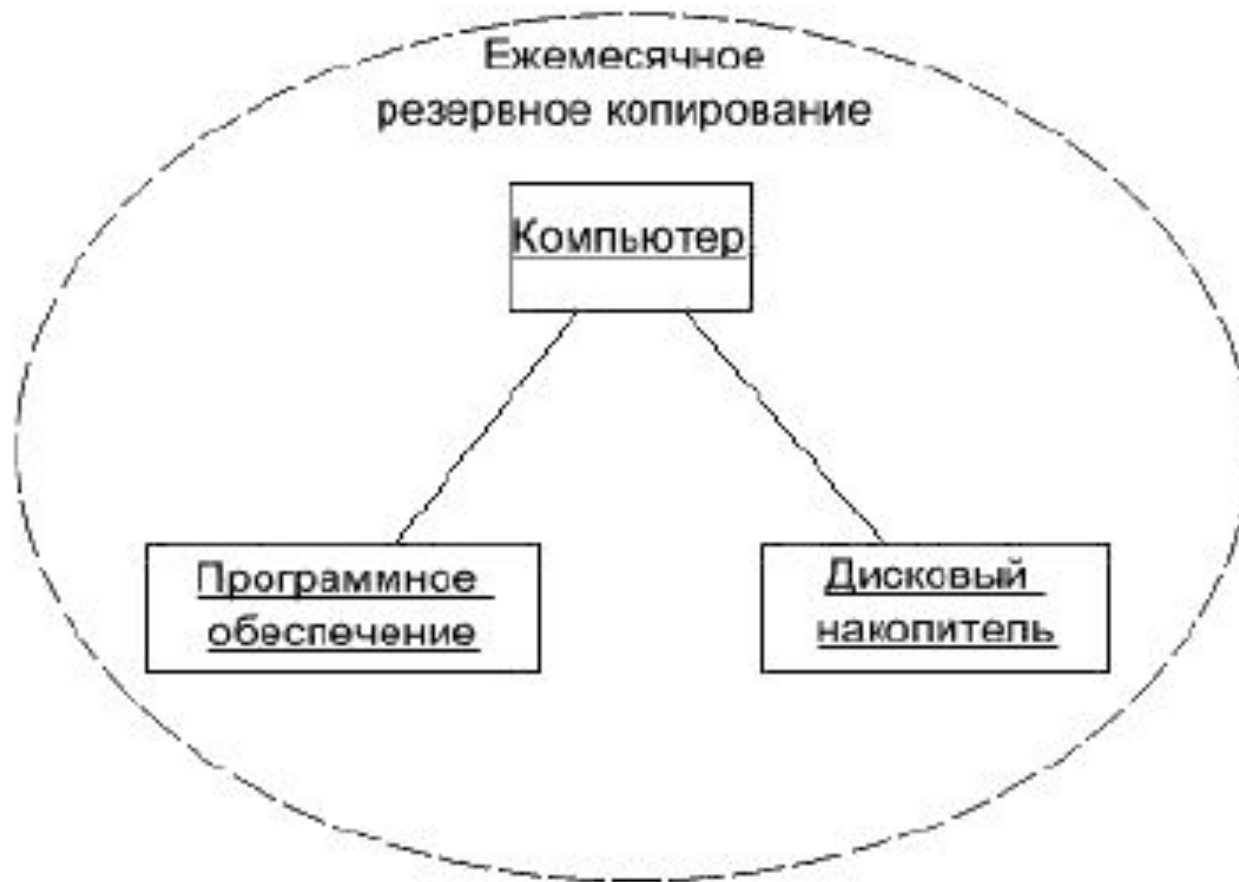 Ежемесячное
резервное копирование
Компьютер
Программное
обеспечение
Дисковый
накопитель